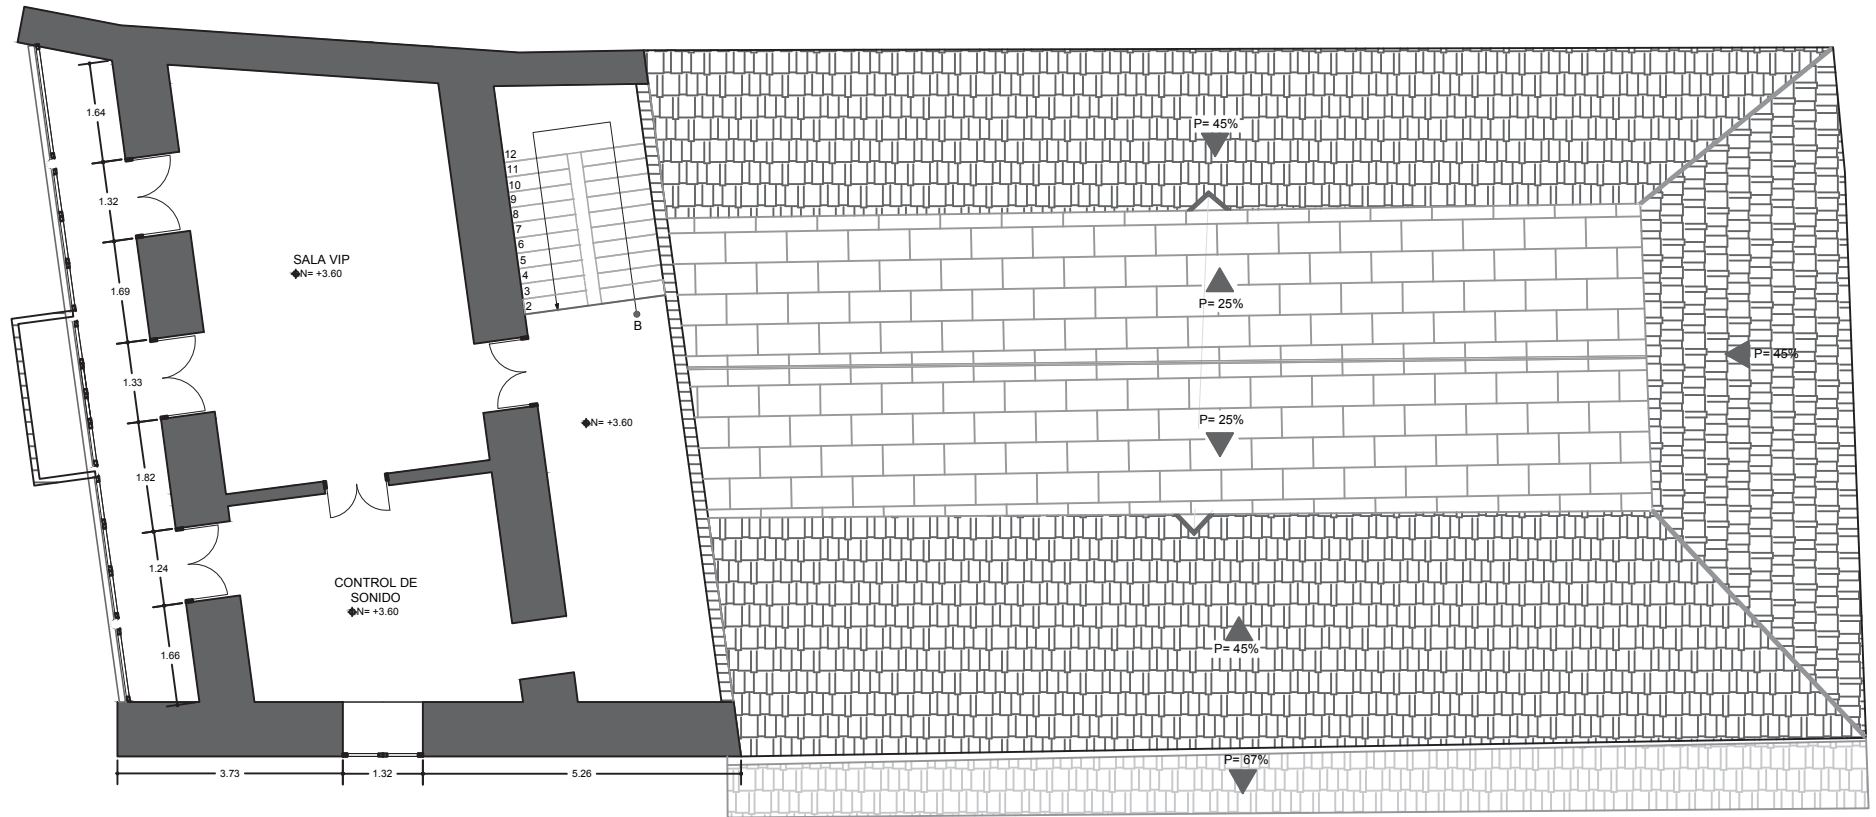 1.64
1.32
1.69
1.33
1.82
1.24
1.66
SALA VIP
N= +3.60
12
11
10
9
8
7
6
5
4
3
2
B
N= +3.60
CONTROL DE
SONIDO
N= +3.60
3.73
1.32
5.26
P= 45%
P= 25%
P= 25%
P= 45%
P= 45%
P= 67%